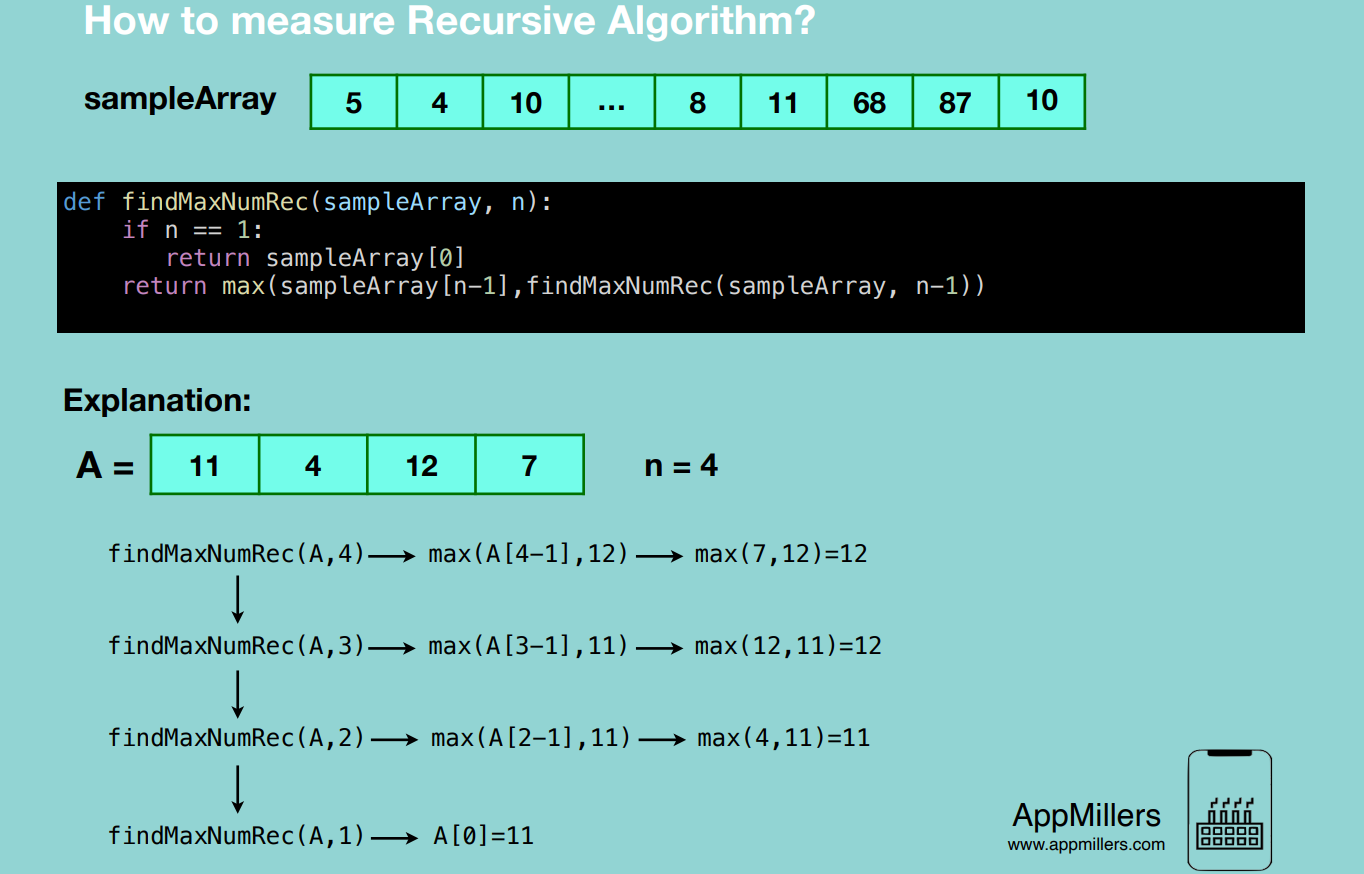 How to measure Recursive Algorithm?
sampleArray 5 4 10 ... 8 11 68 87 10
def findMaxNumRec(sampleArray, n):
    if n == 1:
       return sampleArray[0]
    return max(sampleArray[n-1],findMaxNumRec(sampleArray, n-1))
Explanation:
A = 11 4 12 7 n = 4
findMaxNumRec(A,4) max(A[4-1],12) max(7,12)=12
findMaxNumRec(A,3) max(A[3-1],11) max(12,11)=12
findMaxNumRec(A,2) max(A[2-1],11) max(4,11)=11
findMaxNumRec(A,1) A[0]=11
AppMillers
www.appmillers.com